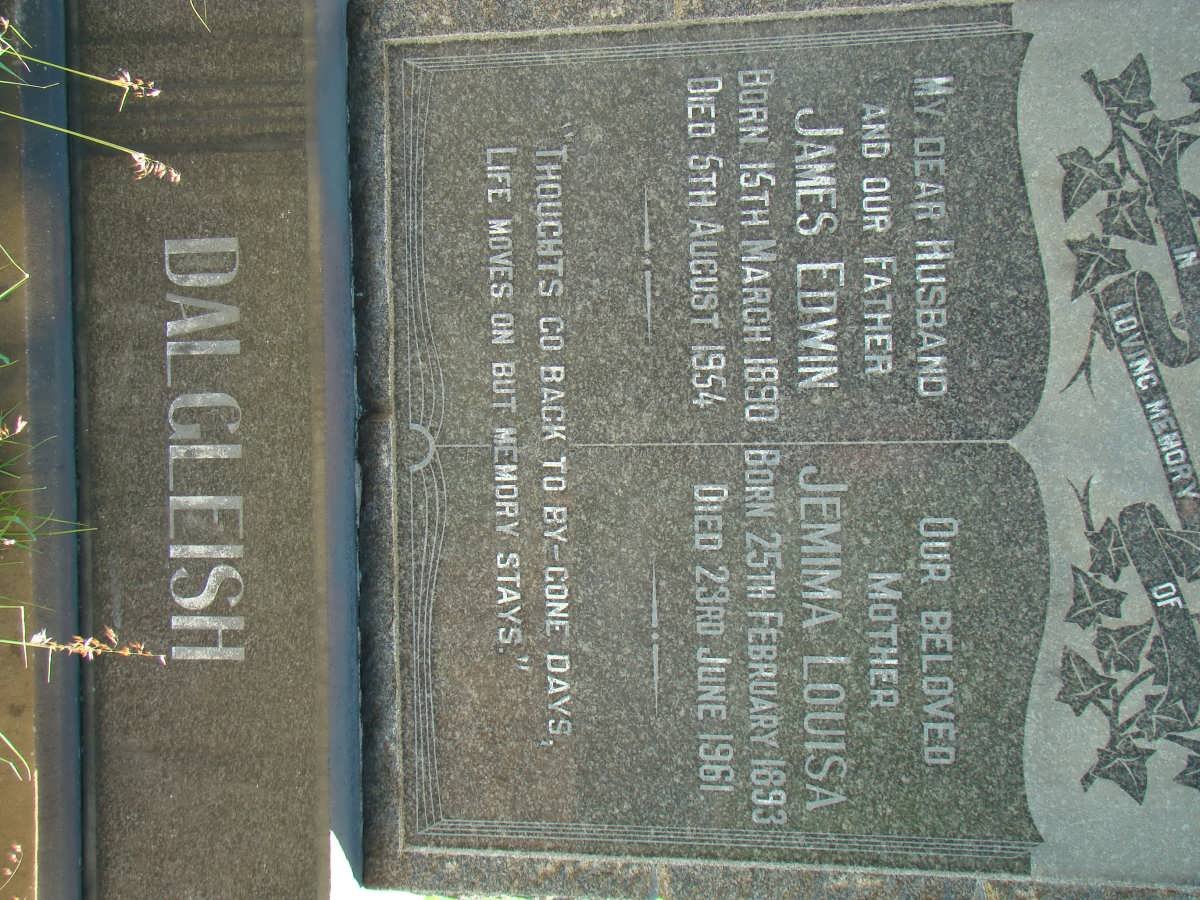 IN
LOVING MEMORY
OF
MY DEAR HUSBAND
AND OUR FATHER
JAMES EDWIN.
BORN 15TH MARCH 1890
DIED 5TH AUGUST 1954
OUR BELOVED
MOTHER
JEMIMA LOUISA
BORN 25TH FEBRUARY 1893
DIED 23RD JUNE 1961
"THOUGHTS GO BACK TO BY-GONE DAYS,
LIFE MOVES ON BUT MEMORY STAYS."
DALGLEISH